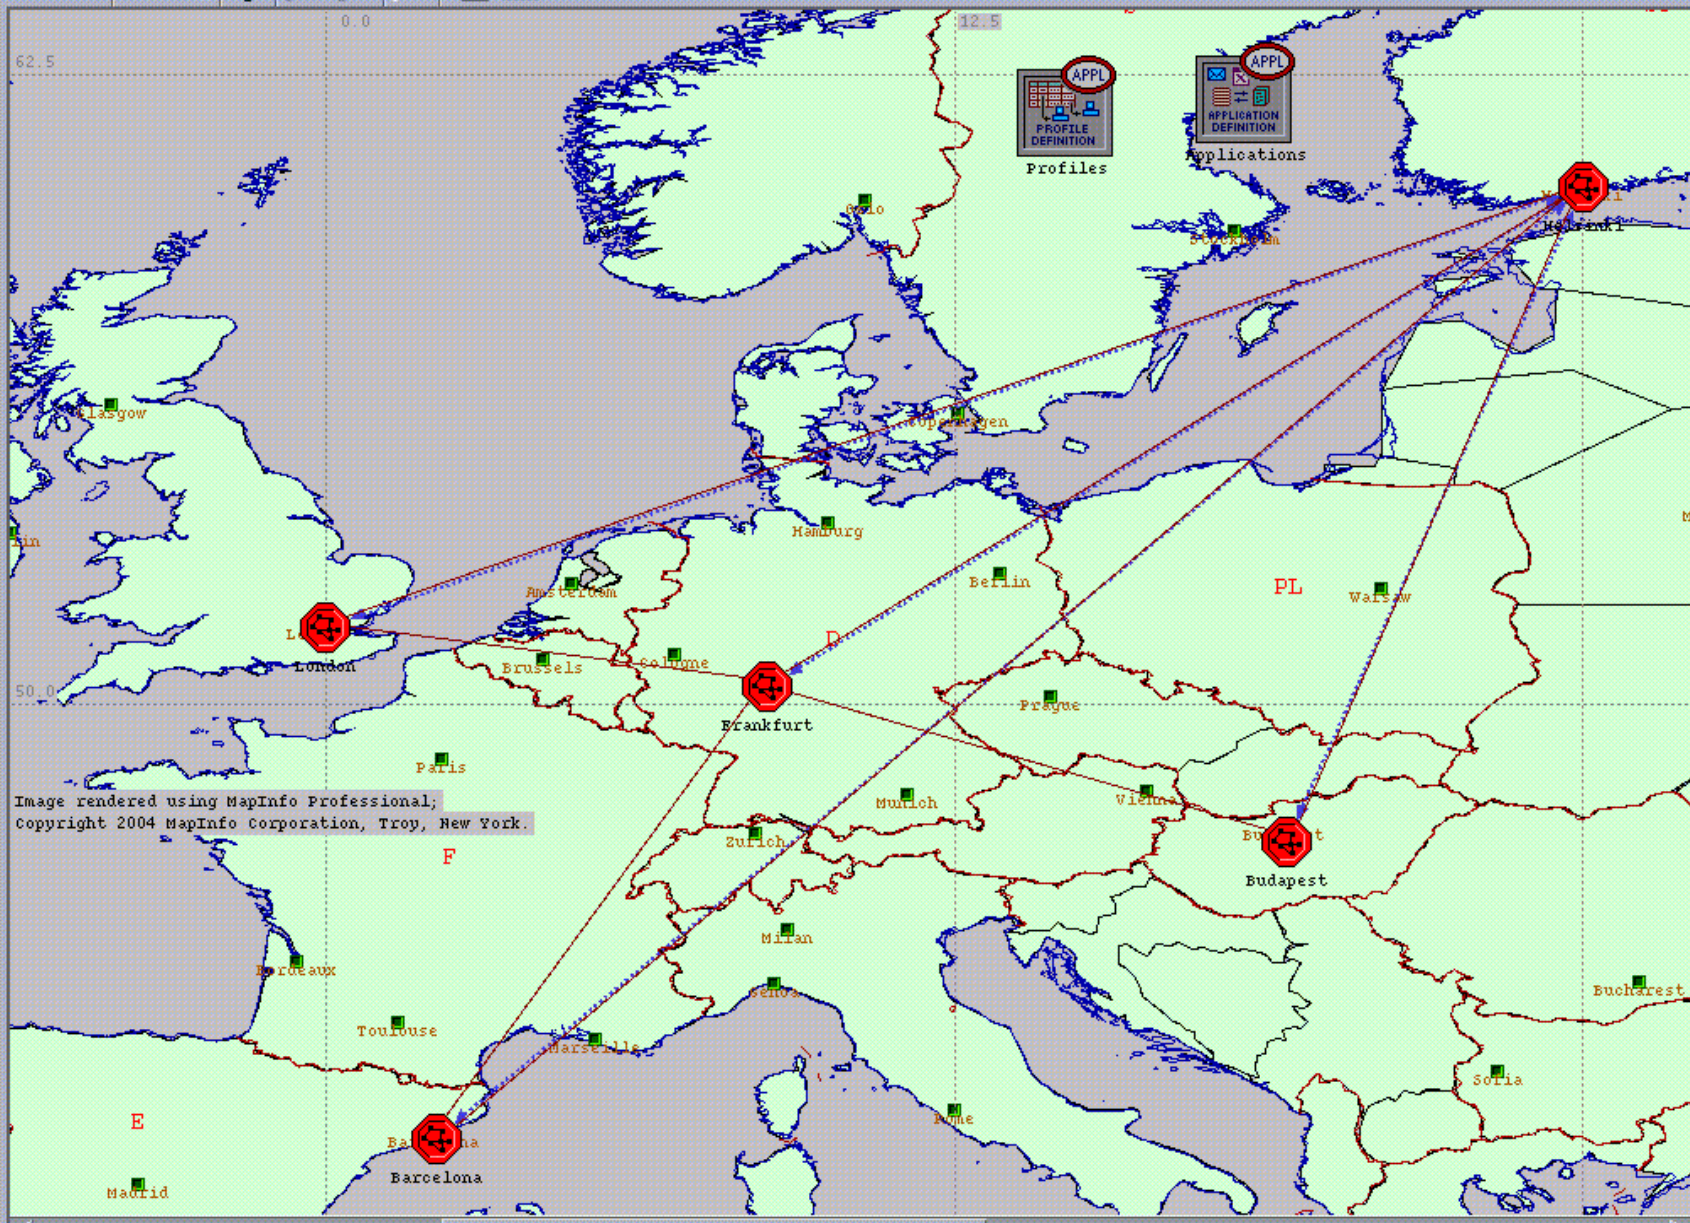 0.0
12.5
62.5
APPL
APPL
PROFILE
DEFINITION
APPLICATION
DEFINITION
Profiles
Applications
Oslo
Stockholm
Helsinki
Glasgow
Copenhagen
Hamburg
Amsterdam
Berlin
PL
Warsaw
D
London
Brussels
Cologne
50.0
Frankfurt
Prague
Paris
Munich
Vienna
Image rendered using MapInfo Professional;
Copyright 2004 MapInfo Corporation, Troy, New York.
Zurich
F
Budapest
Milan
Bordeaux
Genoa
Bucharest
Toulouse
Marseille
Sofia
E
Rome
Barcelona
Madrid